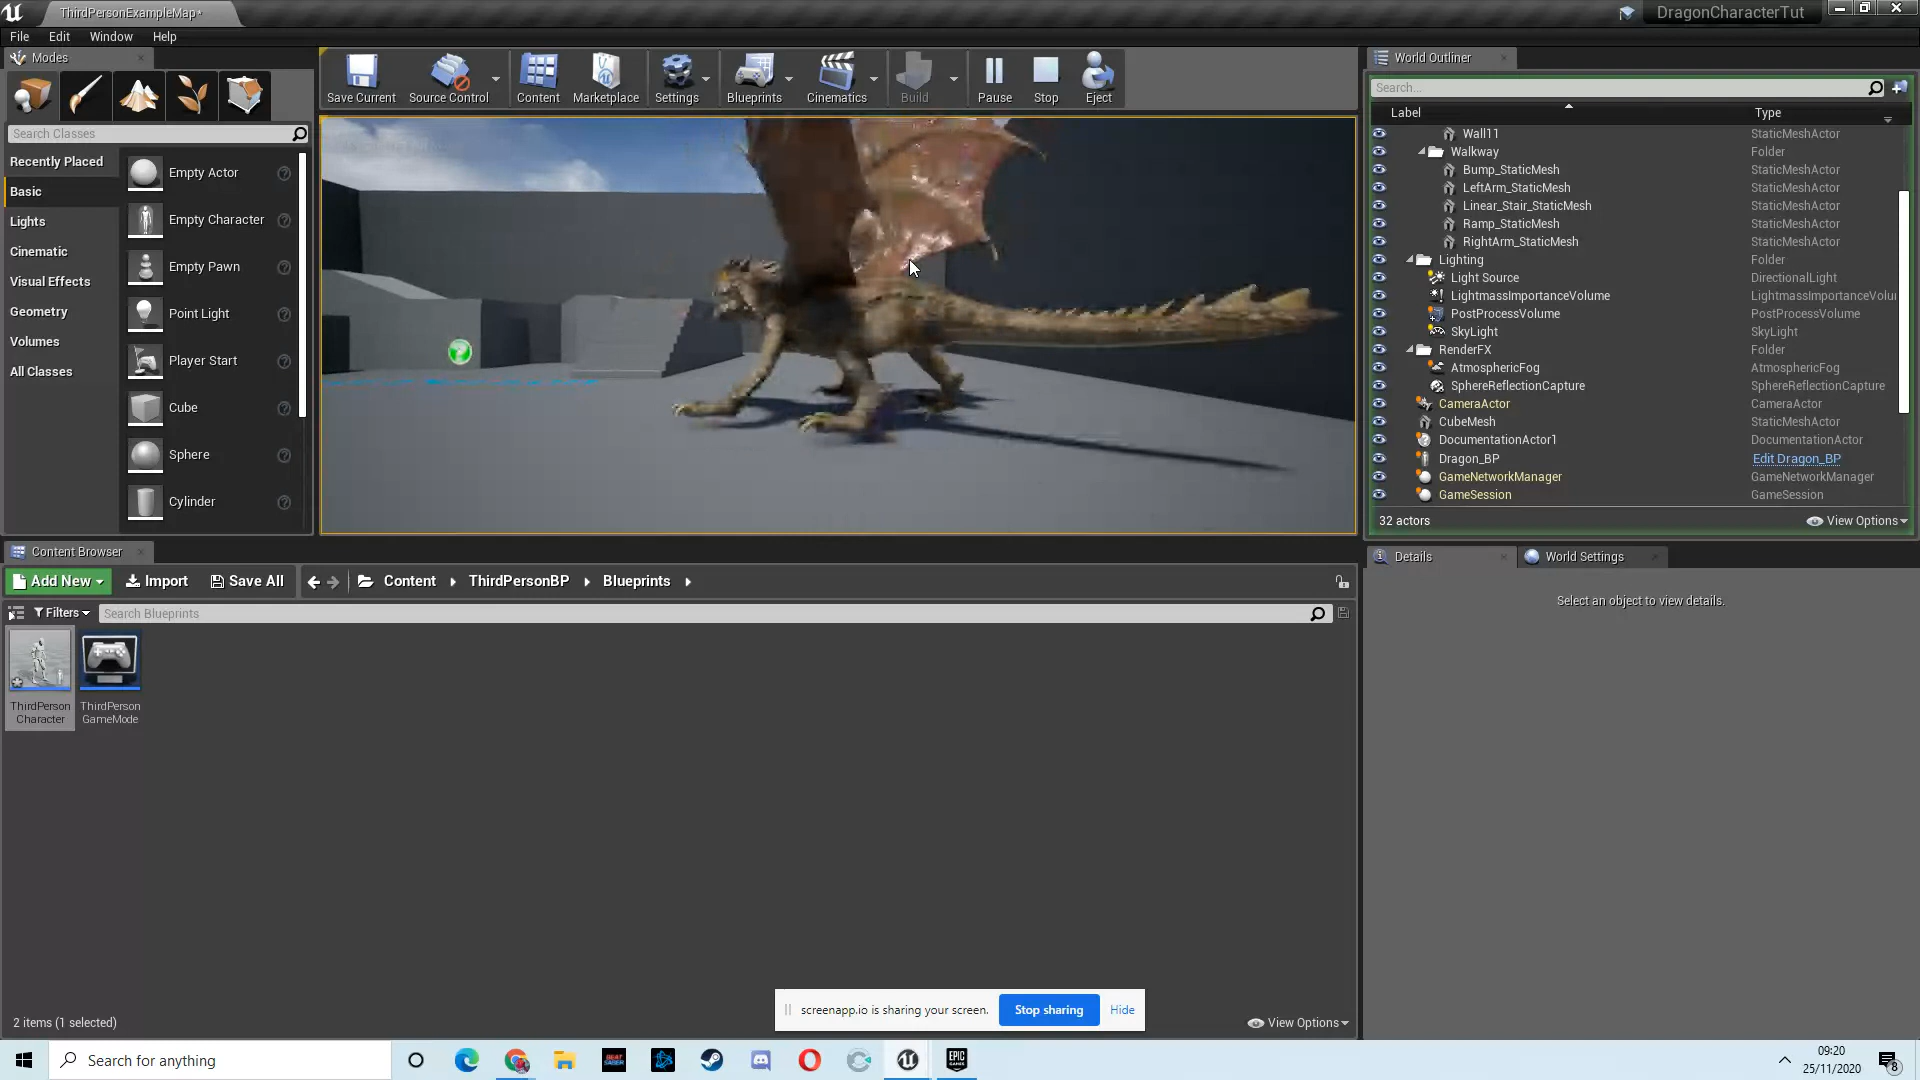 ThirdPersonExampleMap*
DragonCharacterTut
File Edit Window Help
Modes
Search Classes
Recently Placed
Basic
Lights
Cinematic
Visual Effects
Geometry
Volumes
All Classes
Empty Actor
Empty Character
Empty Pawn
Point Light
Player Start
Cube
Sphere
Cylinder
Save Current
Source Control
Content
Marketplace
Settings
Blueprints
Cinematics
Build
Pause
Stop
Eject
World Outliner
Search...
Label Type
Wall11 StaticMeshActor
Walkway Folder
Bump_StaticMesh StaticMeshActor
LeftArm_StaticMesh StaticMeshActor
Linear_Stair_StaticMesh StaticMeshActor
Ramp_StaticMesh StaticMeshActor
RightArm_StaticMesh StaticMeshActor
Lighting Folder
Light Source DirectionalLight
LightmassImportanceVolume LightmassImportanceVolu
PostProcessVolume PostProcessVolume
SkyLight SkyLight
RenderFX Folder
AtmosphericFog AtmosphericFog
SphereReflectionCapture SphereReflectionCapture
CameraActor CameraActor
CubeMesh StaticMeshActor
DocumentationActor1 DocumentationActor
Dragon_BP Edit Dragon_BP
GameNetworkManager GameNetworkManager
GameSession GameSession
32 actors View Options
Content Browser
Add New Import Save All Content ThirdPersonBP Blueprints
Filters Search Blueprints
ThirdPerson
Character
ThirdPerson
GameMode
2 items (1 selected) View Options
Details World Settings
Select an object to view details.
screenapp.io is sharing your screen. Stop sharing Hide
Search for anything
BEAT
SABER
EPIC
GAMES
09:20
25/11/2020
8